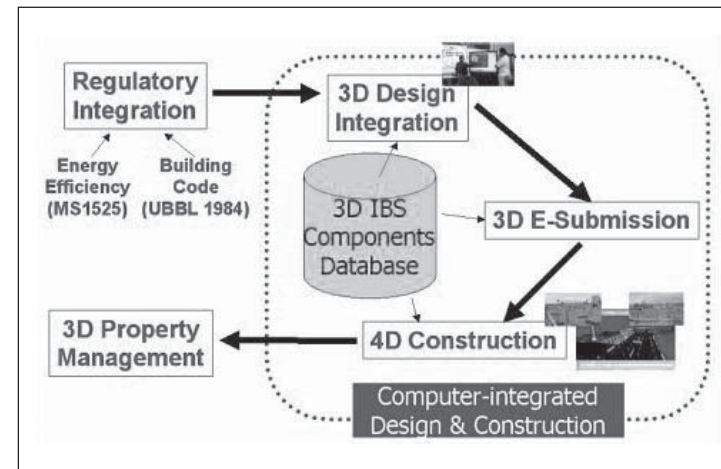 Regulatory
Integration
3D Design
Integration
Energy
Efficiency
(MS1525)
Building
Code
(UBBL 1984)
3D IBS
Components
Database
3D E-Submission
4D Construction
3D Property
Management
Computer-integrated
Design & Construction